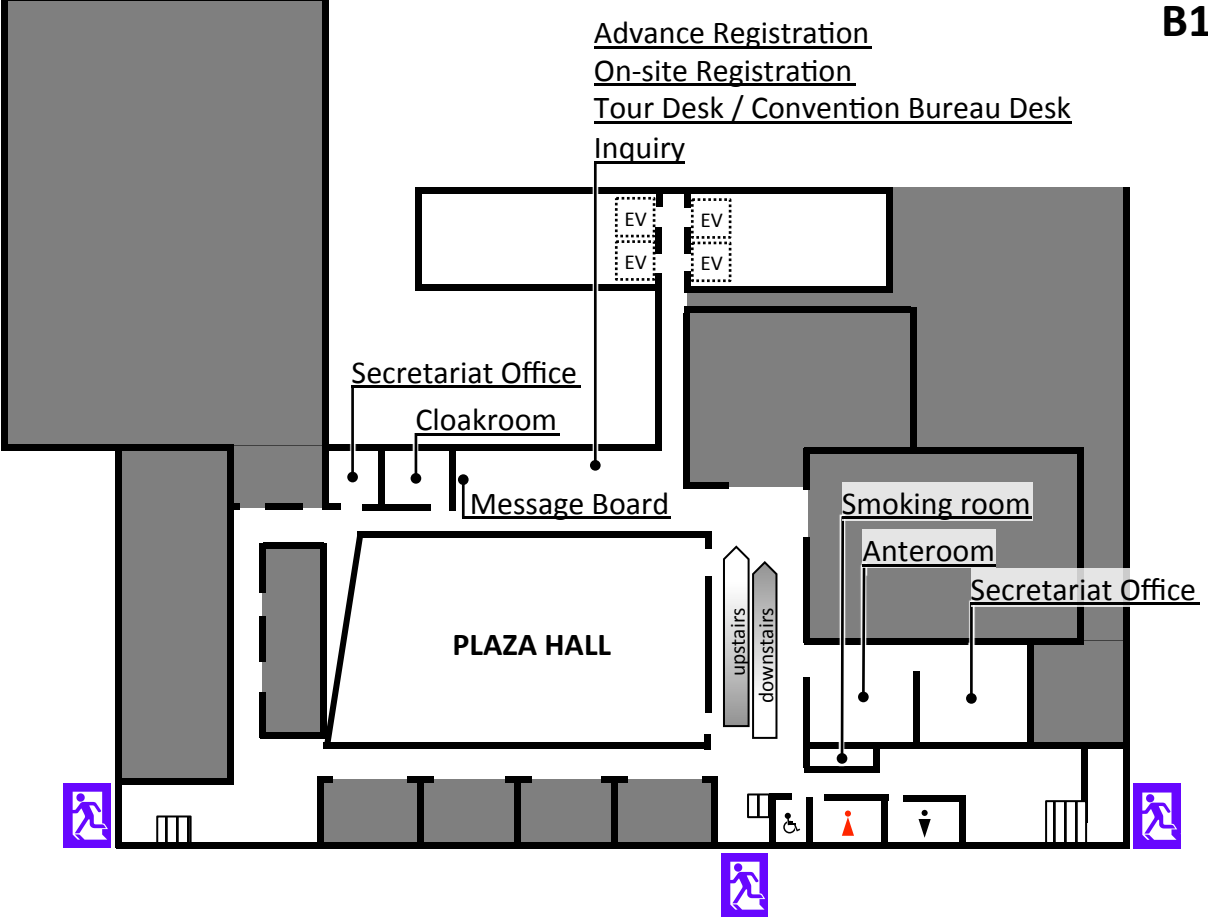 B1
Advance Registration
On-site Registration
Tour Desk / Convention Bureau Desk
Inquiry
EV
EV
EV
EV
Secretariat Office
Cloakroom
Message Board
Smoking room
Anteroom
Secretariat Office
PLAZA HALL
upstairs
downstairs